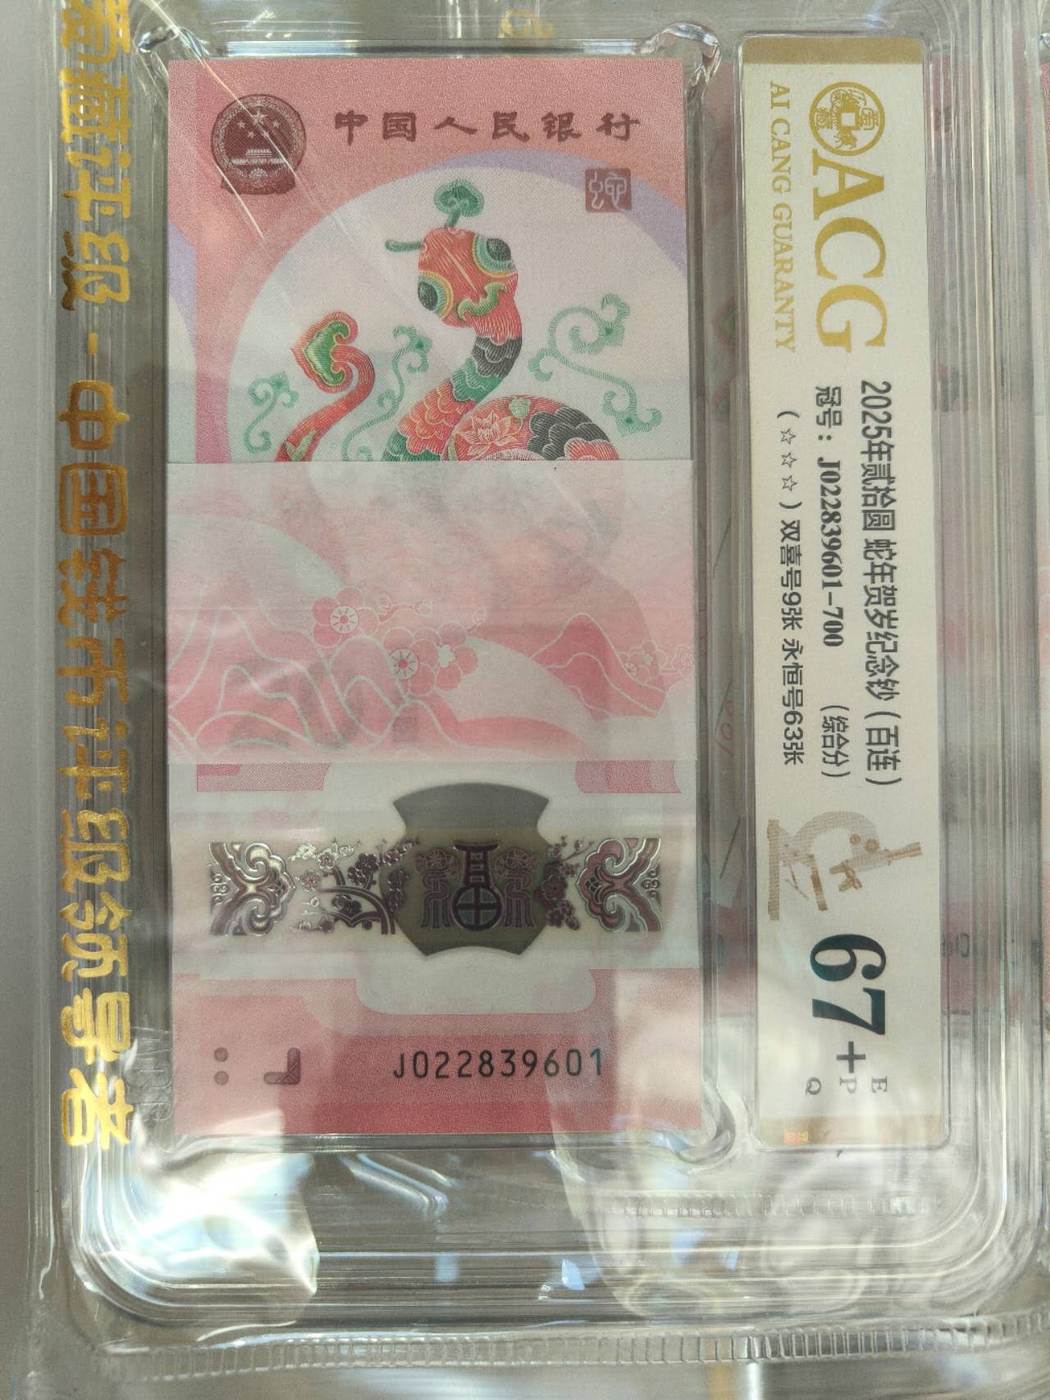 爱藏评级 - 中国钱币评级领导者
中国人民银行
蛇
福
J022839601
ACG
AI CANG GUARANTY
2025年贰拾圆 蛇年贺岁纪念钞（百连）
冠号：J022839601-700 （综合分）
（☆☆☆☆）双喜号9张 永恒号63张
67+
EPQ